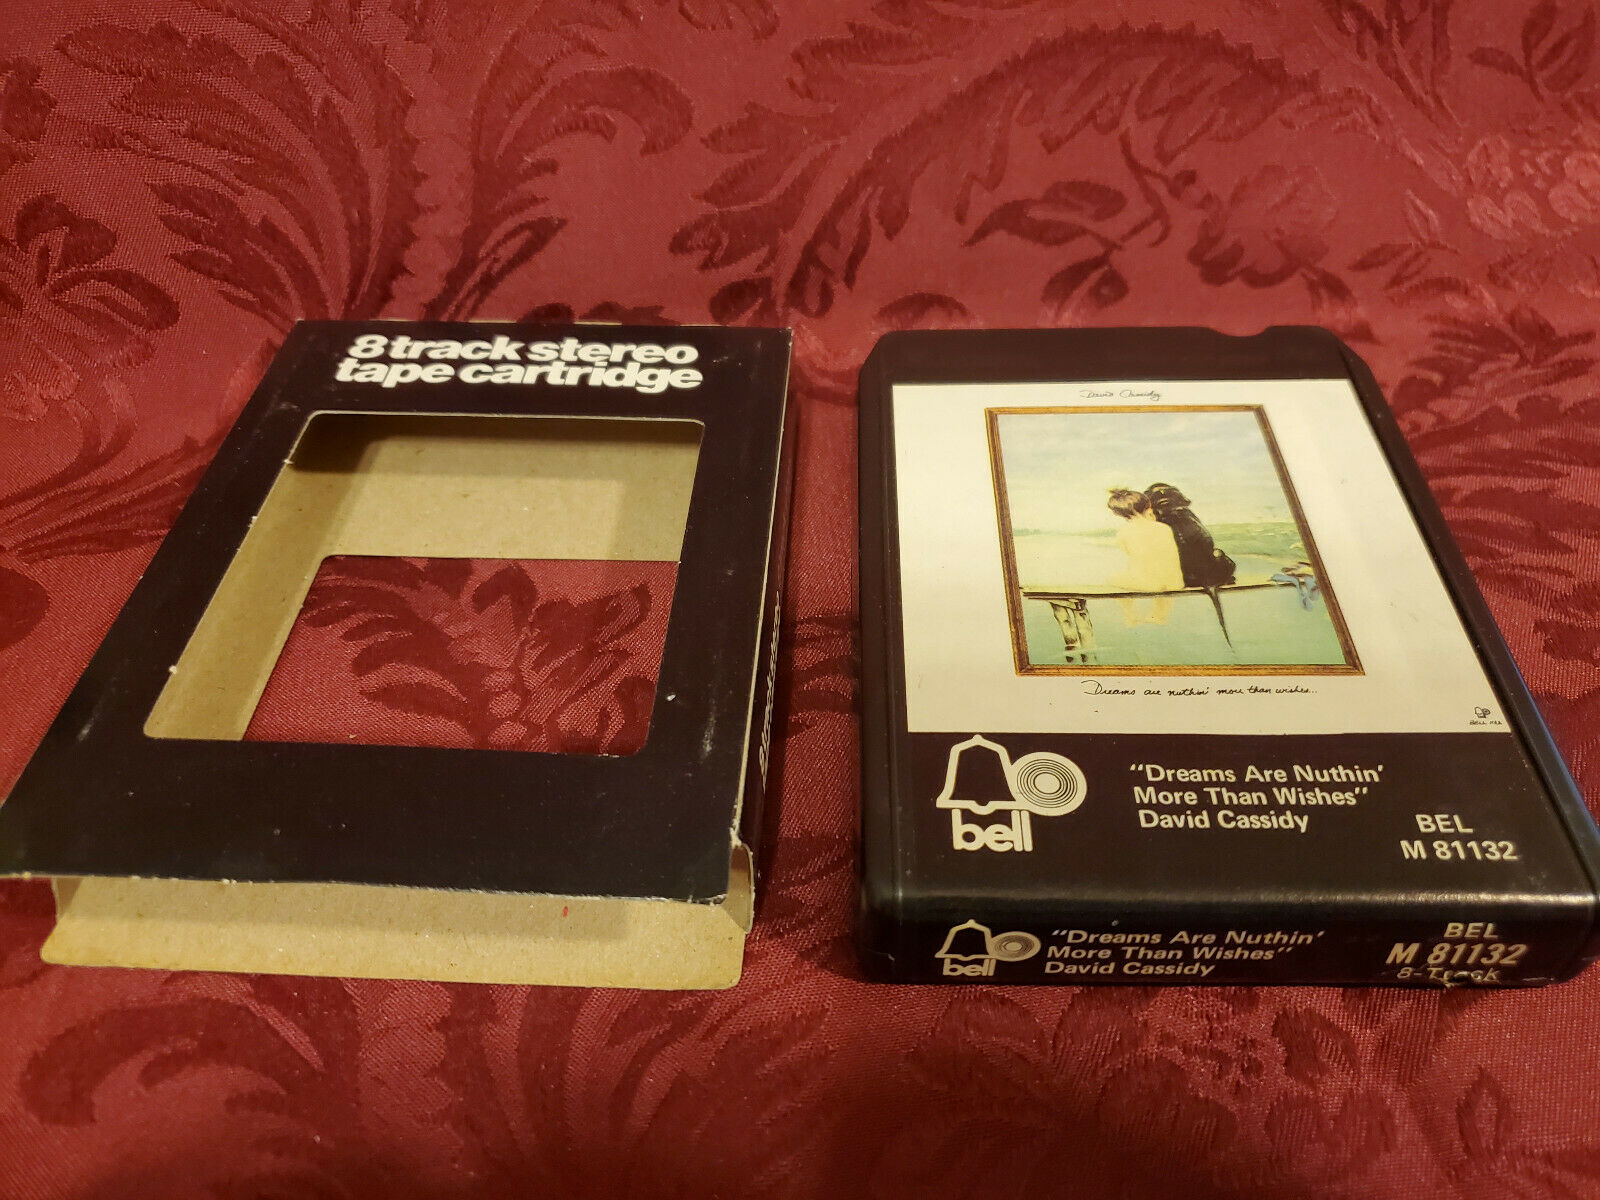 8 track stereo
tape cartridge
David Cassidy
Dreams are nuthin' more than wishes...
bell
"Dreams Are Nuthin'
More Than Wishes"
David Cassidy
BEL
M 81132
bell
"Dreams Are Nuthin'
More Than Wishes"
David Cassidy
BEL
M 81132
8-Track